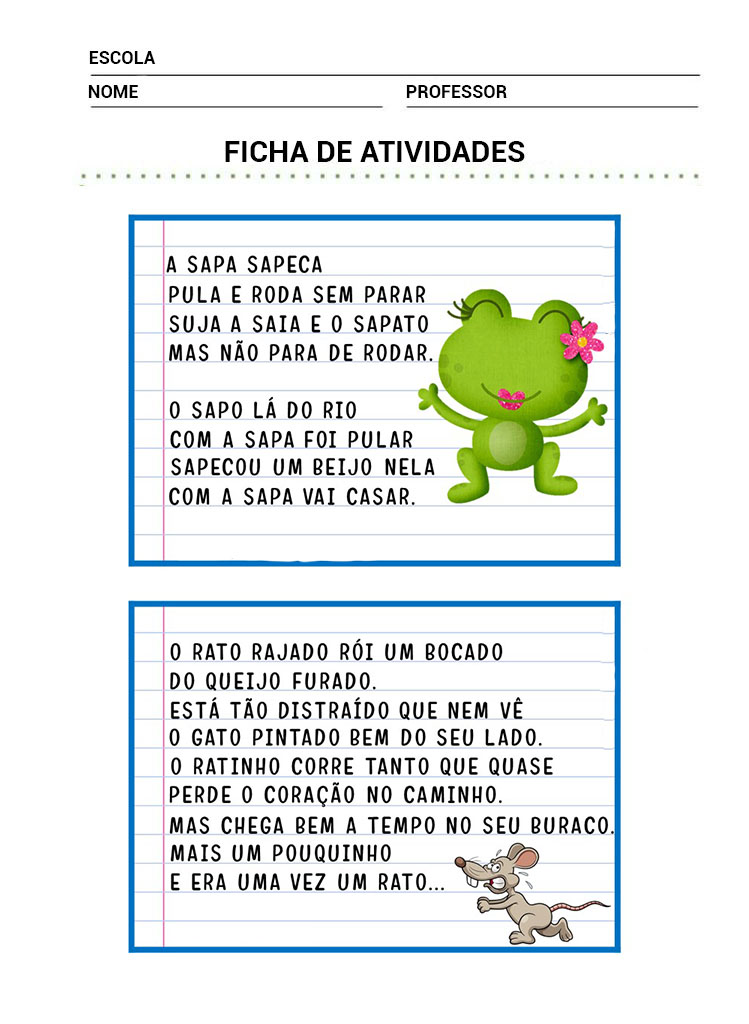 ESCOLA
NOME PROFESSOR
FICHA DE ATIVIDADES
A SAPA SAPECA
PULA E RODA SEM PARAR
SUJA A SAIA E O SAPATO
MAS NÃO PARA DE RODAR.
O SAPO LÁ DO RIO
COM A SAPA FOI PULAR
SAPECOU UM BEIJO NELA
COM A SAPA VAI CASAR.
O RATO RAJADO RÓI UM BOCADO
DO QUEIJO FURADO.
ESTÁ TÃO DISTRAÍDO QUE NEM VÊ
O GATO PINTADO BEM DO SEU LADO.
O RATINHO CORRE TANTO QUE QUASE
PERDE O CORAÇÃO NO CAMINHO.
MAS CHEGA BEM A TEMPO NO SEU BURACO.
MAIS UM POUQUINHO
E ERA UMA VEZ UM RATO...